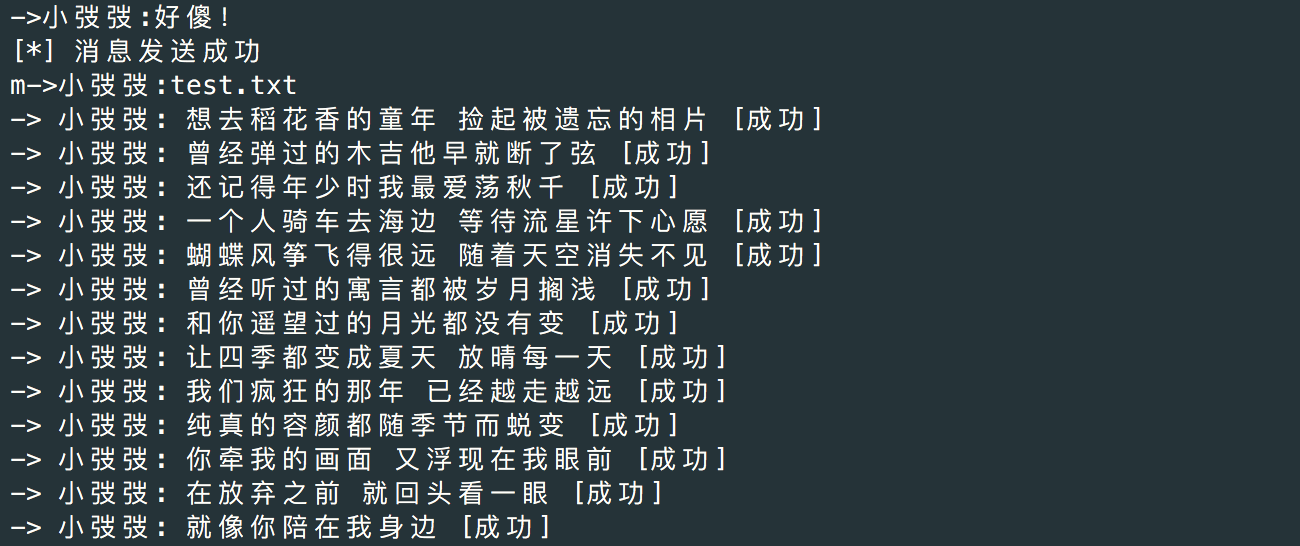 ->小弢弢:好傻！
[*] 消息发送成功
m->小弢弢:test.txt
-> 小弢弢: 想去稻花香的童年 捡起被遗忘的相片 [成功]
-> 小弢弢: 曾经弹过的木吉他早就断了弦 [成功]
-> 小弢弢: 还记得年少时我最爱荡秋千 [成功]
-> 小弢弢: 一个人骑车去海边 等待流星许下心愿 [成功]
-> 小弢弢: 蝴蝶风筝飞得很远 随着天空消失不见 [成功]
-> 小弢弢: 曾经听过的寓言都被岁月搁浅 [成功]
-> 小弢弢: 和你遥望过的月光都没有变 [成功]
-> 小弢弢: 让四季都变成夏天 放晴每一天 [成功]
-> 小弢弢: 我们疯狂的那年 已经越走越远 [成功]
-> 小弢弢: 纯真的容颜都随季节而蜕变 [成功]
-> 小弢弢: 你牵我的画面 又浮现在我眼前 [成功]
-> 小弢弢: 在放弃之前 就回头看一眼 [成功]
-> 小弢弢: 就像你陪在我身边 [成功]